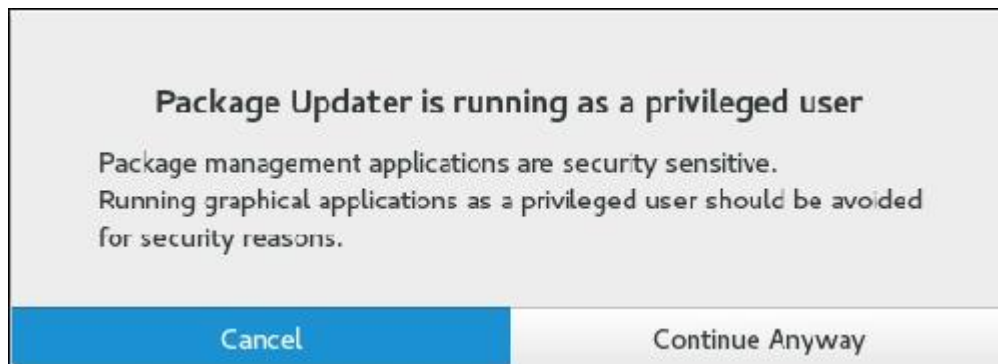 Package Updater is running as a privileged user
Package management applications are security sensitive.
Running graphical applications as a privileged user should be avoided
for security reasons.
Cancel
Continue Anyway